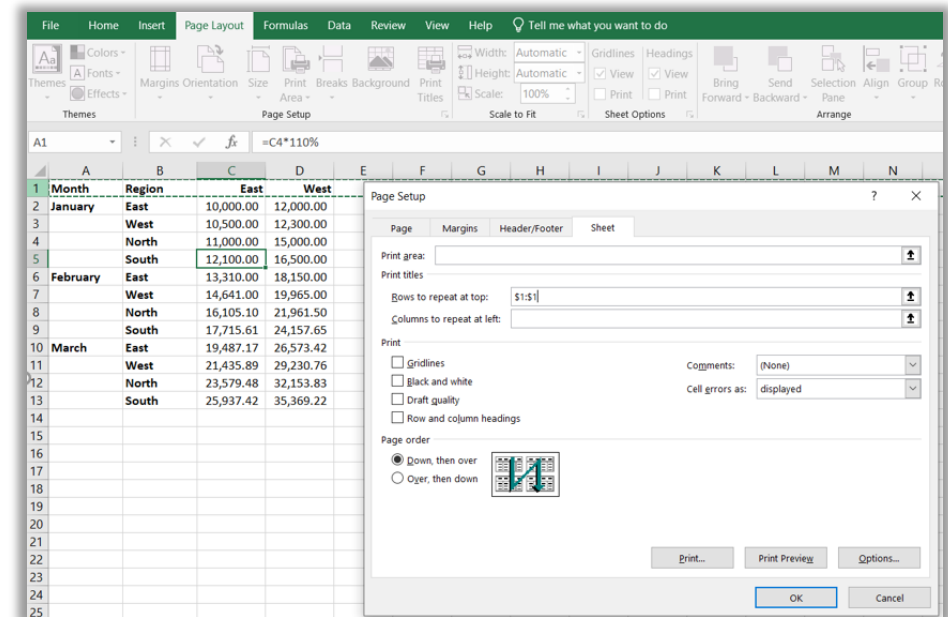 File Home Insert Page Layout Formulas Data Review View Help Tell me what you want to do
Colors Width: Automatic Gridlines Headings
Fonts Height: Automatic View View
Themes Effects Margins Orientation Size Print Area Breaks Background Print Titles Scale: 100% Print Print Bring Forward Send Backward Selection Pane Align Group
Themes Page Setup Scale to Fit Sheet Options Arrange
A1 fx =C4*110%
A B C D E F G H I J K L M N
1 Month Region East West
2 January East 10,000.00 12,000.00
3 West 10,500.00 12,300.00
4 North 11,000.00 15,000.00
5 South 12,100.00 16,500.00
6 February East 13,310.00 18,150.00
7 West 14,641.00 19,965.00
8 North 16,105.10 21,961.50
9 South 17,715.61 24,157.65
10 March East 19,487.17 26,573.42
11 West 21,435.89 29,230.76
12 North 23,579.48 32,153.83
13 South 25,937.42 35,369.22
14
15
16
17
18
19
20
21
22
23
24
25
Page Setup ?
Page Margins Header/Footer Sheet
Print area:
Print titles
Rows to repeat at top: $1:$1
Columns to repeat at left:
Print
Gridlines Comments: (None)
Black and white Cell errors as: displayed
Draft quality
Row and column headings
Page order
Down, then over
Over, then down
Print... Print Preview Options...
OK Cancel